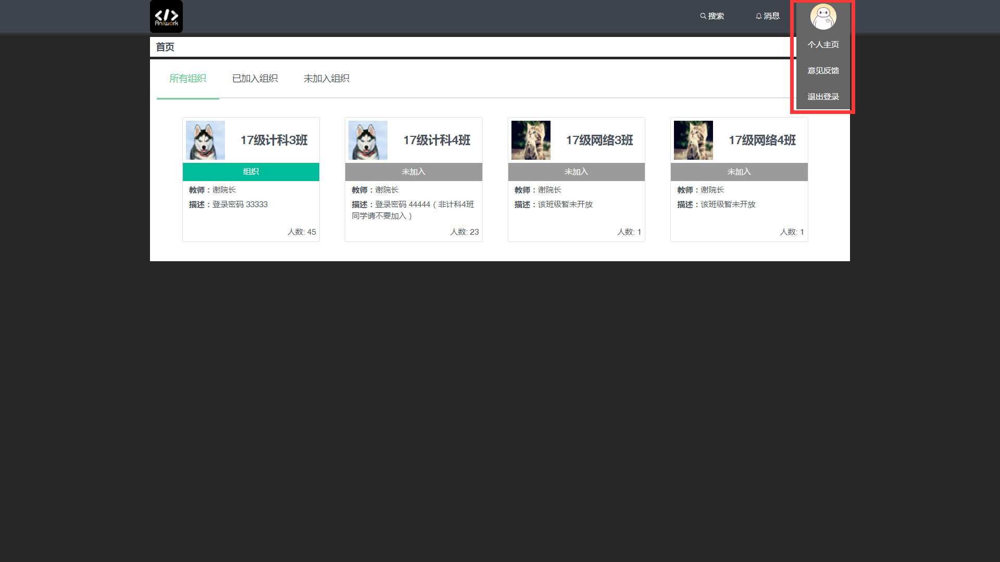 </>
Aniwork
搜索
消息
个人主页
意见反馈
退出登录
首页
所有组织
已加入组织
未加入组织
17级计科3班
组织
教师：谢院长
描述：登录密码 33333
人数: 45
17级计科4班
未加入
教师：谢院长
描述：登录密码 44444（非计科4班
同学请不要加入）
人数: 23
17级网络3班
未加入
教师：谢院长
描述：该班级暂未开放
人数: 1
17级网络4班
未加入
教师：谢院长
描述：该班级暂未开放
人数: 1